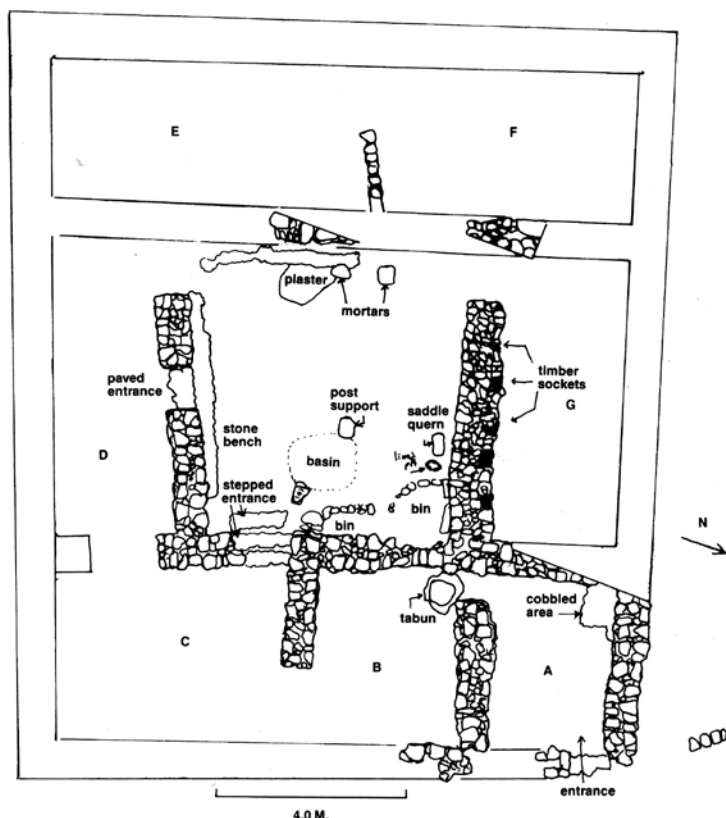 E
F
plaster
mortars
paved
entrance
timber
sockets
post
support
saddle
quern
G
stone
bench
D
basin
stepped
entrance
bin
bin
N
tabun
cobbled
area
C
B
A
entrance
4.0 M.